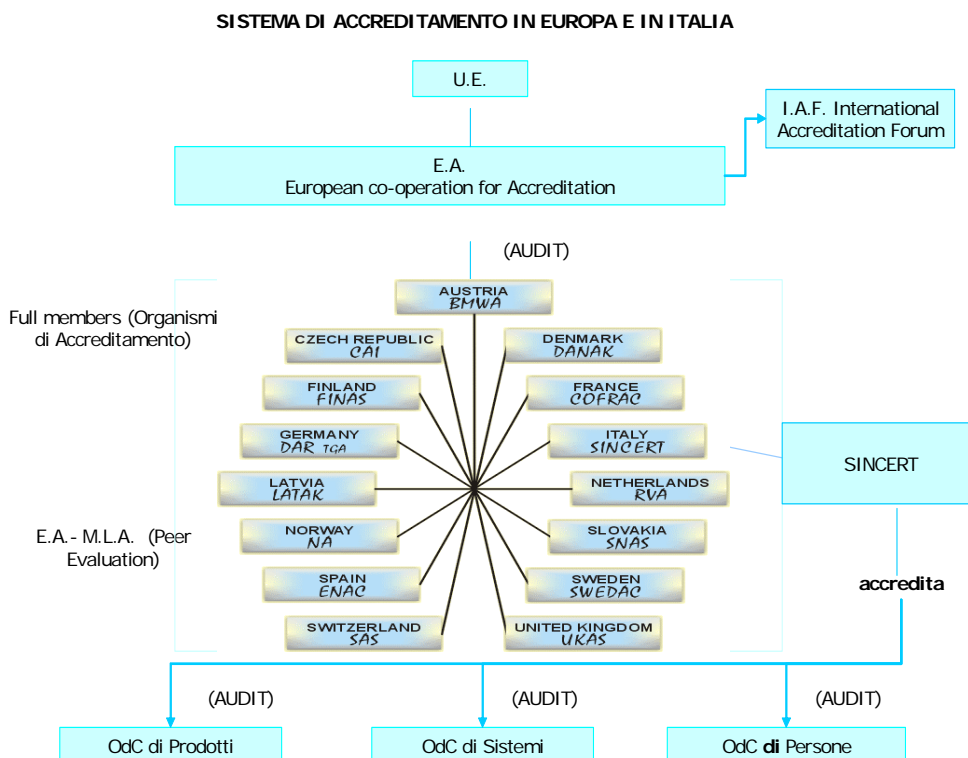 SISTEMA DI ACCREDITAMENTO IN EUROPA E IN ITALIA
U.E.
I.A.F. International
Accreditation Forum
E.A.
European co-operation for Accreditation
(AUDIT)
Full members (Organismi
di Accreditamento)
AUSTRIA
BMWA
CZECH REPUBLIC
CAI
DENMARK
DANAK
FINLAND
FINAS
FRANCE
COFRAC
GERMANY
DAR TGA
ITALY
SINCERT
SINCERT
LATVIA
LATAK
NETHERLANDS
RVA
E.A.- M.L.A. (Peer
Evaluation)
NORWAY
NA
SLOVAKIA
SNAS
SPAIN
ENAC
SWEDEN
SWEDAC
accredita
SWITZERLAND
SAS
UNITED KINGDOM
UKAS
(AUDIT)
(AUDIT)
(AUDIT)
OdC di Prodotti
OdC di Sistemi
OdC di Persone